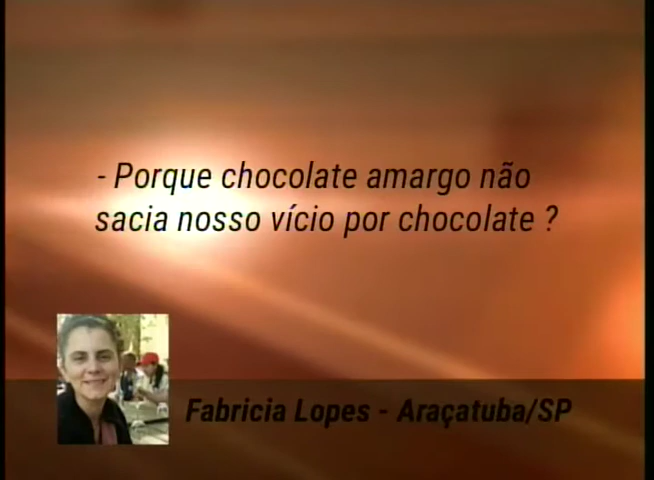 - Porque chocolate amargo não
sacia nosso vício por chocolate ?
Fabricia Lopes - Araçatuba/SP